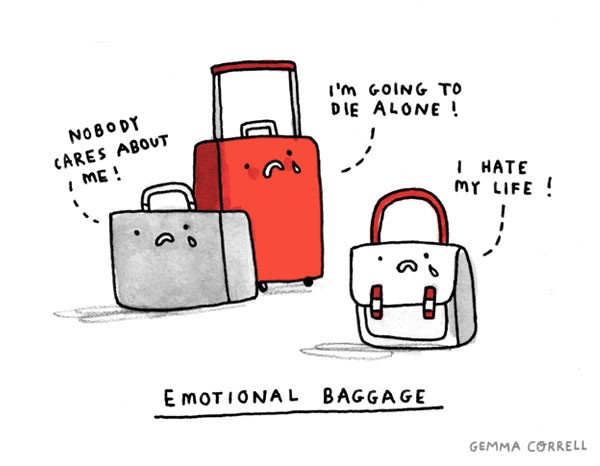 NOBODY
CARES ABOUT
ME!
I'M GOING TO
DIE ALONE!
I HATE
MY LIFE !
EMOTIONAL BAGGAGE
GEMMA CORRELL